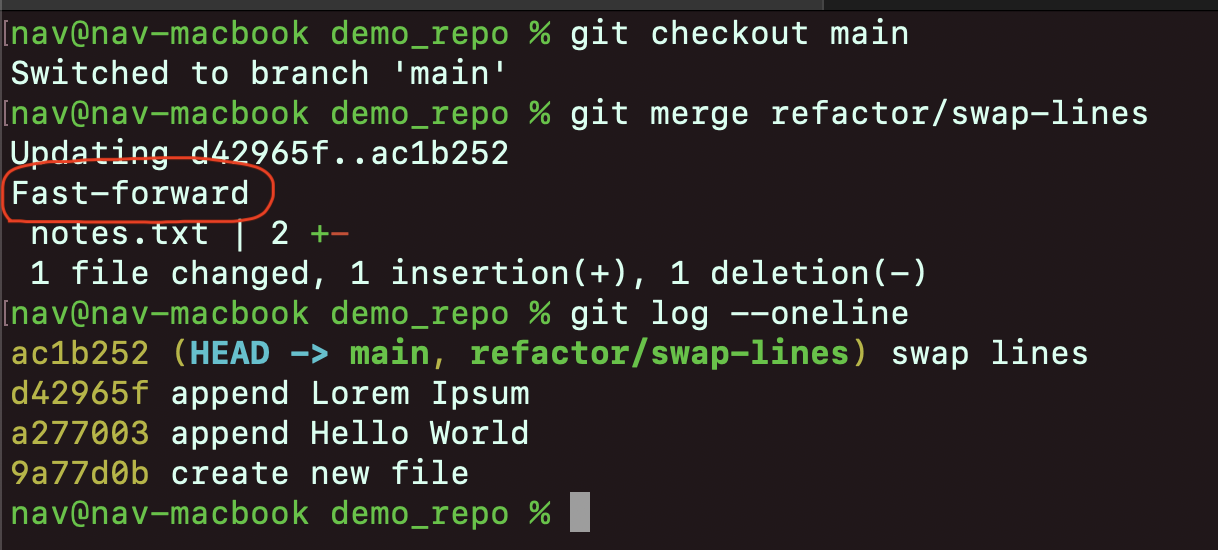 nav@nav-macbook demo_repo % git checkout main
Switched to branch 'main'
nav@nav-macbook demo_repo % git merge refactor/swap-lines
Updating d42965f..ac1b252
Fast-forward
 notes.txt | 2 +-
 1 file changed, 1 insertion(+), 1 deletion(-)
nav@nav-macbook demo_repo % git log --oneline
ac1b252 (HEAD -> main, refactor/swap-lines) swap lines
d42965f append Lorem Ipsum
a277003 append Hello World
9a77d0b create new file
nav@nav-macbook demo_repo %